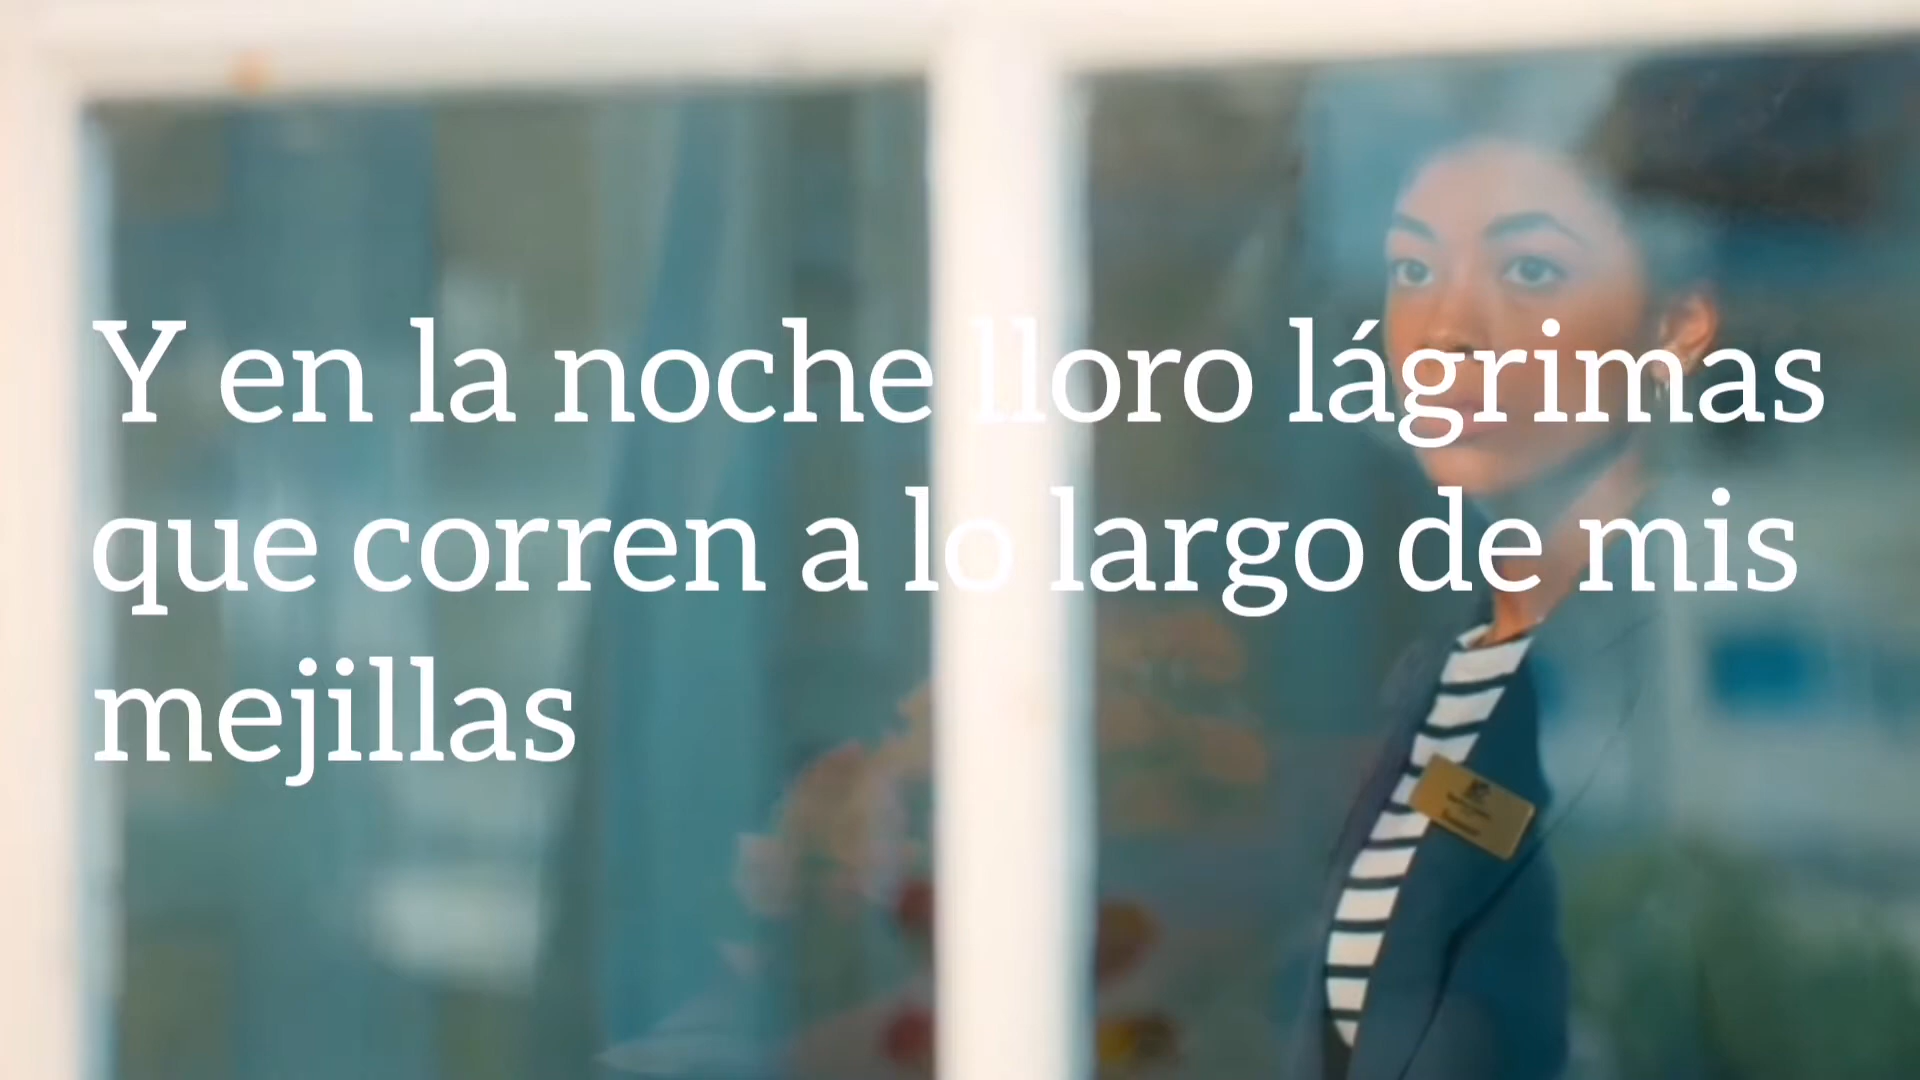 Y en la noche lloro lágrimas
que corren a lo largo de mis
mejillas